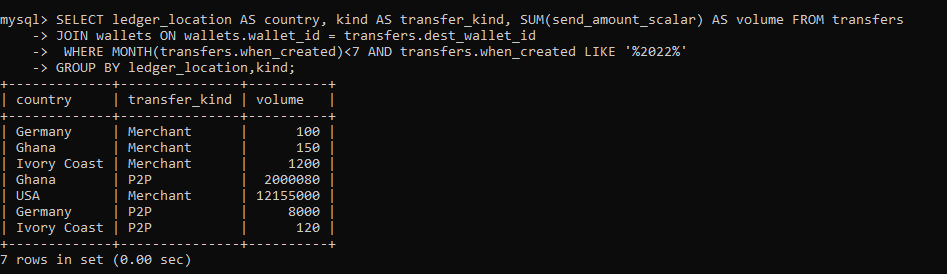 mysql> SELECT ledger_location AS country, kind AS transfer_kind, SUM(send_amount_scalar) AS volume FROM transfers
    -> JOIN wallets ON wallets.wallet_id = transfers.dest_wallet_id
    ->  WHERE MONTH(transfers.when_created)<7 AND transfers.when_created LIKE '%2022%'
    -> GROUP BY ledger_location,kind;
+-------------+---------------+----------+
| country     | transfer_kind | volume   |
+-------------+---------------+----------+
| Germany     | Merchant      |      100 |
| Ghana       | Merchant      |      150 |
| Ivory Coast | Merchant      |     1200 |
| Ghana       | P2P           |  2000080 |
| USA         | Merchant      | 12155000 |
| Germany     | P2P           |     8000 |
| Ivory Coast | P2P           |      120 |
+-------------+---------------+----------+
7 rows in set (0.00 sec)